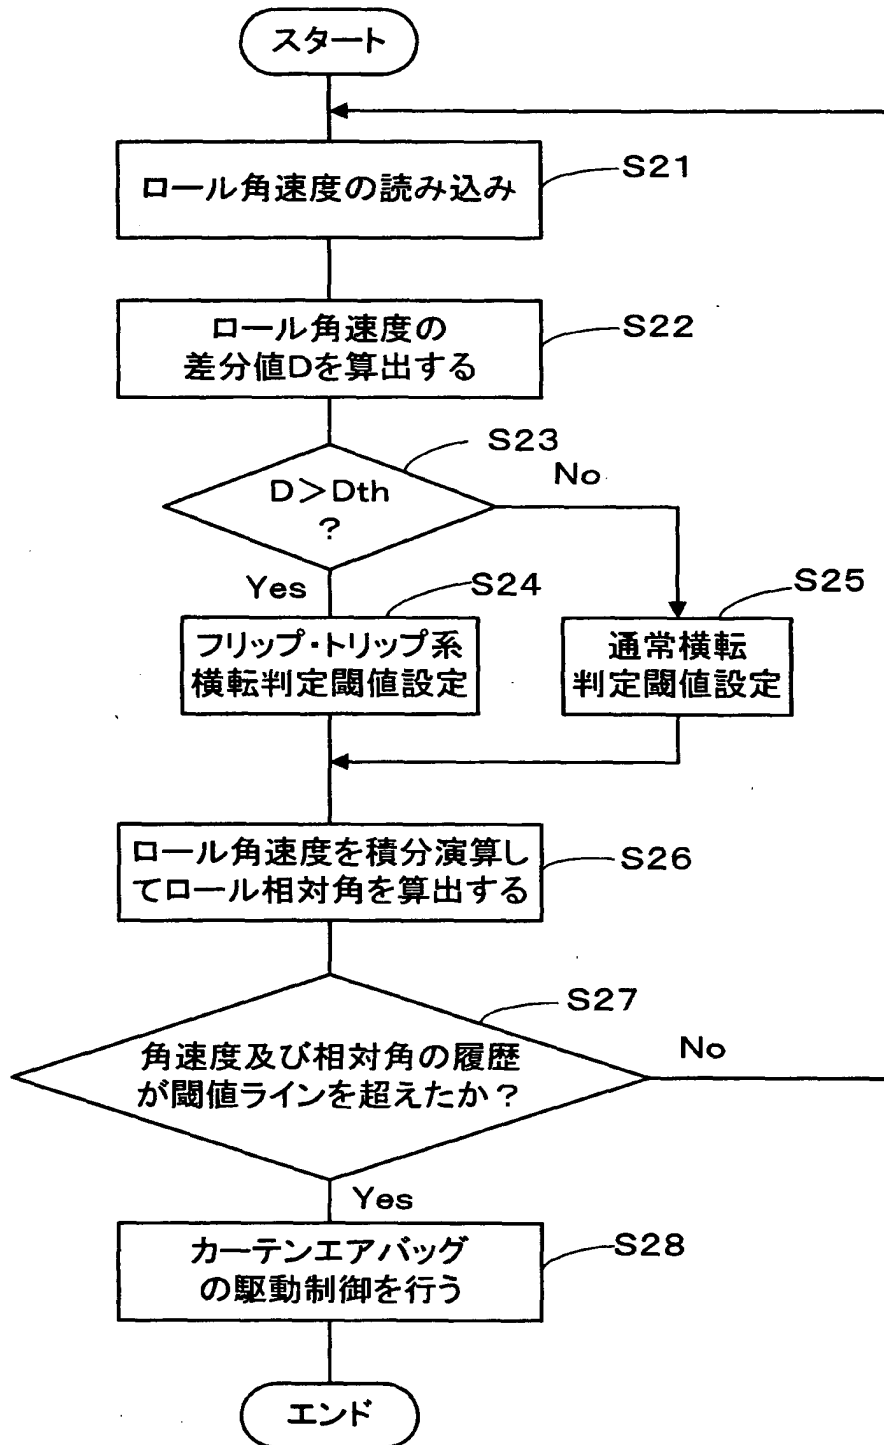 スタート
ロール角速度の読み込み
S21
ロール角速度の
差分値Dを算出する
S22
D＞Dth
？
S23
No
Yes
フリップ・トリップ系
横転判定閾値設定
S24
通常横転
判定閾値設定
S25
ロール角速度を積分演算し
てロール相対角を算出する
S26
角速度及び相対角の履歴
が閾値ラインを超えたか？
S27
No
Yes
カーテンエアバッグ
の駆動制御を行う
S28
エンド